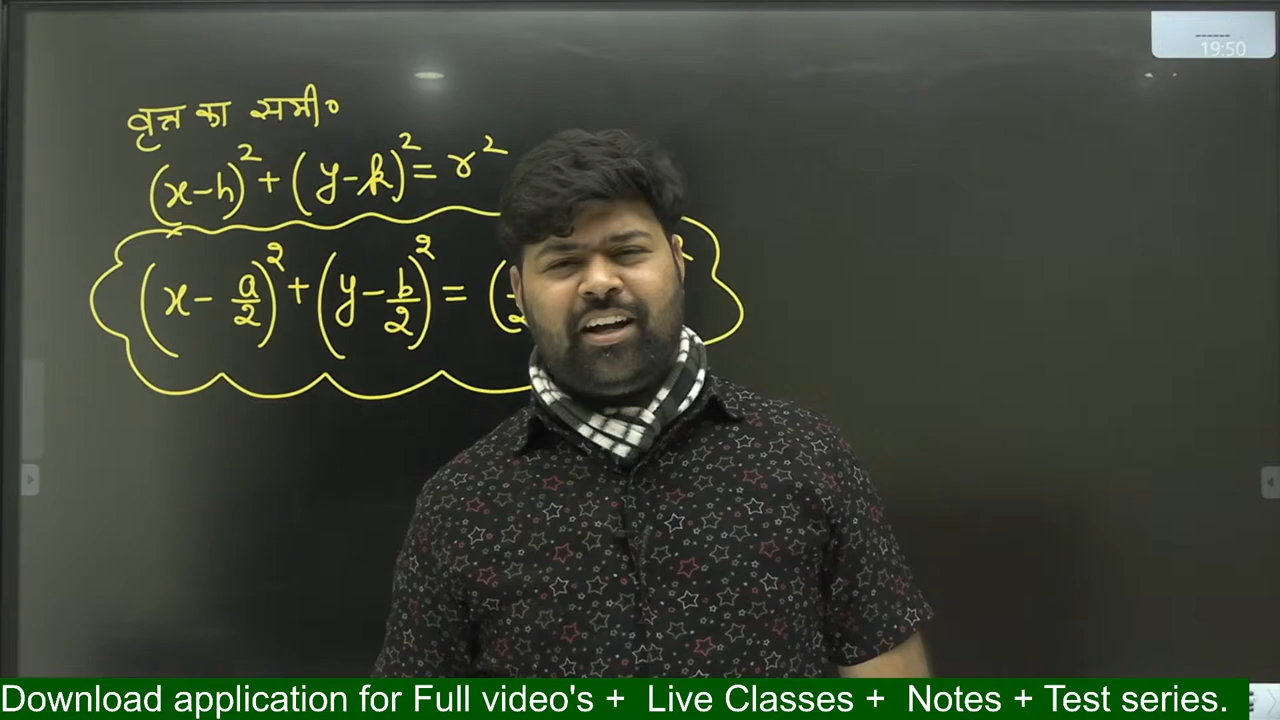 19:50
वृत्त का समी०
(x-h)² + (y-k)² = r²
(x - a/2)² + (y - b/2)² = (
Download application for Full video's + Live Classes + Notes + Test series.